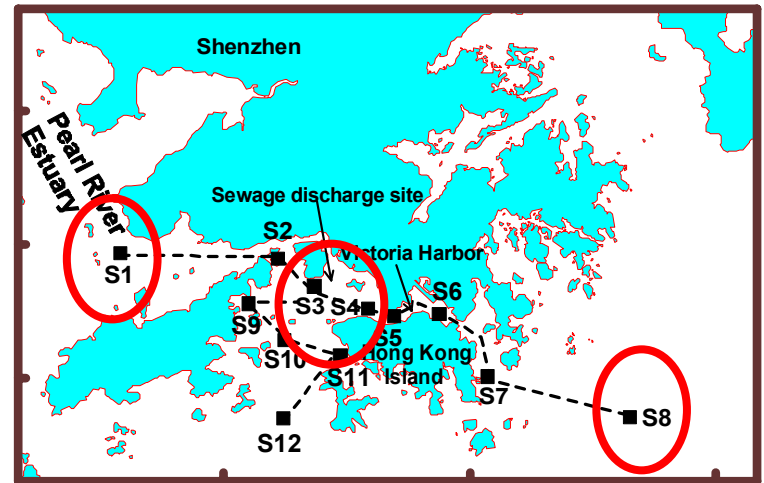 Shenzhen
Pearl River
Estuary
Sewage discharge site
S2
Victoria Harbor
S1
S3
S4
S6
S9
S5
S10
Hong Kong
Island
S11
S7
S8
S12